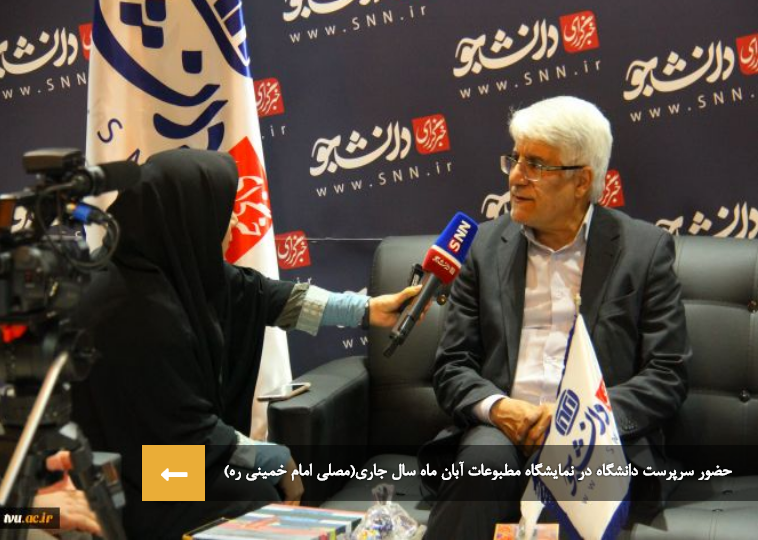 خبرگزاری
دانشجو
www.SNN.ir
خبرگزاری
دانشجو
www.SNN.ir
خبرگزاری
دانشجو
www.SNN.ir
خبرگزاری
دانشجو
www.SNN.ir
SNN
دانشجو
حضور سرپرست دانشگاه در نمایشگاه مطبوعات آبان ماه سال جاری(مصلی امام خمینی ره)
tvu.ac.ir